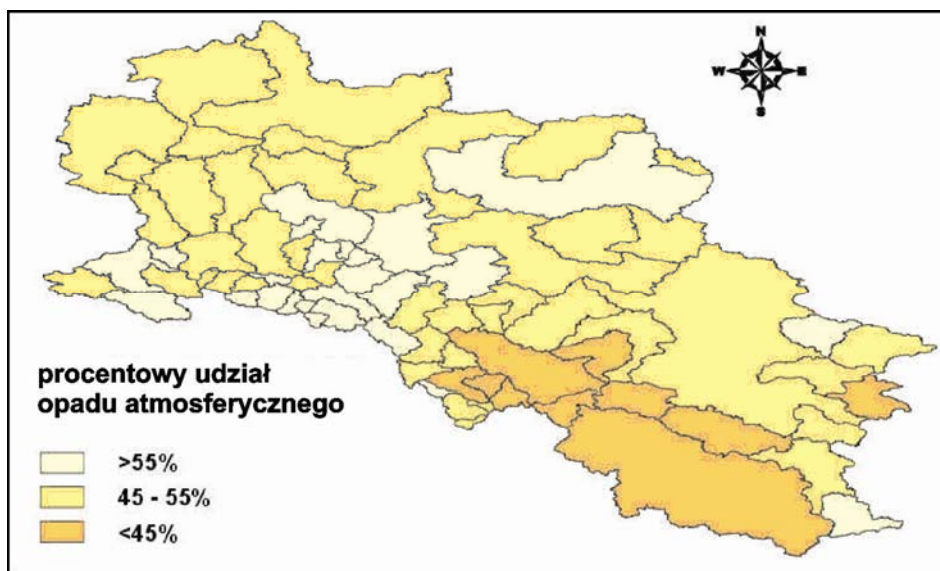 N
W E
S
procentowy udział
opadu atmosferycznego
>55%
45 - 55%
<45%